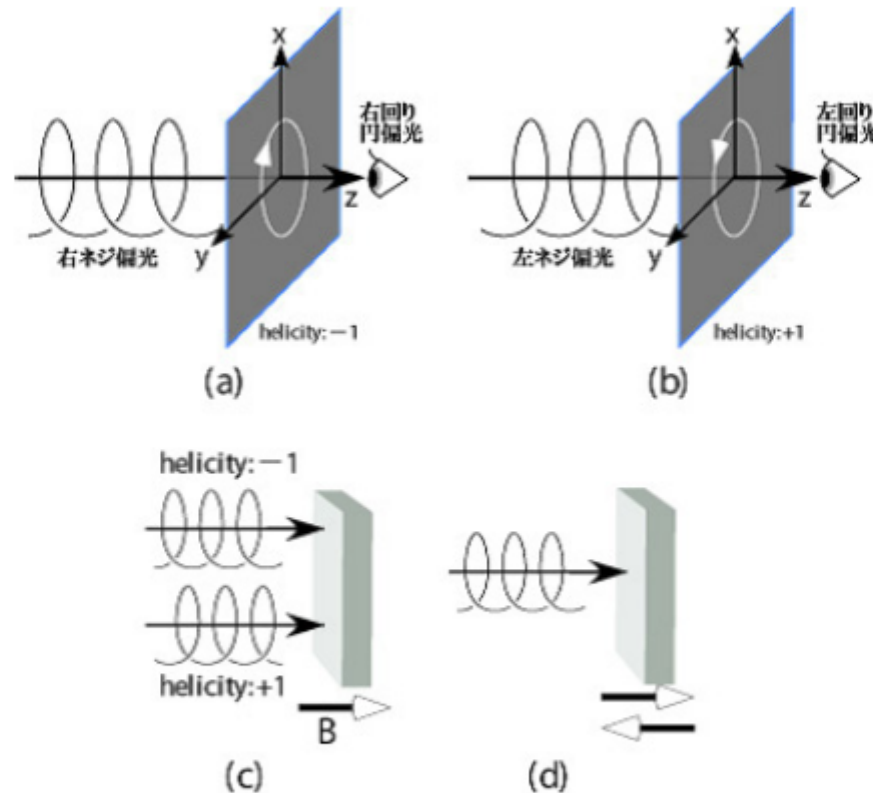 x
右回り
円偏光
z
y
右ネジ偏光
helicity:−1
(a)
x
左回り
円偏光
z
y
左ネジ偏光
helicity:+1
(b)
helicity:−1
helicity:+1
B
(c)
(d)